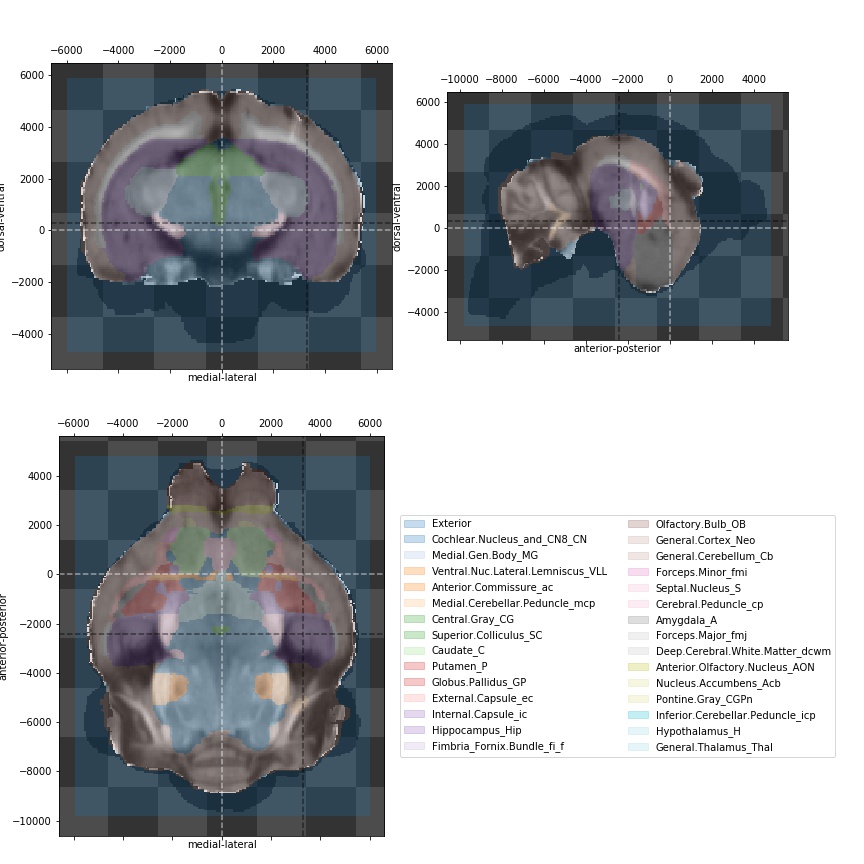 −6000 −4000 −2000 0 2000 4000 6000
6000
4000
2000
0
−2000
−4000
medial-lateral
−10000 −8000 −6000 −4000 −2000 0 2000 4000
6000
4000
2000
0
−2000
−4000
dorsal-ventral
anterior-posterior
−6000 −4000 −2000 0 2000 4000 6000
4000
2000
0
−2000
−4000
−6000
−8000
−10000
anterior-posterior
medial-lateral
Exterior
Cochlear.Nucleus_and_CN8_CN
Medial.Gen.Body_MG
Ventral.Nuc.Lateral.Lemniscus_VLL
Anterior.Commissure_ac
Medial.Cerebellar.Peduncle_mcp
Central.Gray_CG
Superior.Colliculus_SC
Caudate_C
Putamen_P
Globus.Pallidus_GP
External.Capsule_ec
Internal.Capsule_ic
Hippocampus_Hip
Fimbria_Fornix.Bundle_fi_f
Olfactory.Bulb_OB
General.Cortex_Neo
General.Cerebellum_Cb
Forceps.Minor_fmi
Septal.Nucleus_S
Cerebral.Peduncle_cp
Amygdala_A
Forceps.Major_fmj
Deep.Cerebral.White.Matter_dcwm
Anterior.Olfactory.Nucleus_AON
Nucleus.Accumbens_Acb
Pontine.Gray_CGPn
Inferior.Cerebellar.Peduncle_icp
Hypothalamus_H
General.Thalamus_Thal